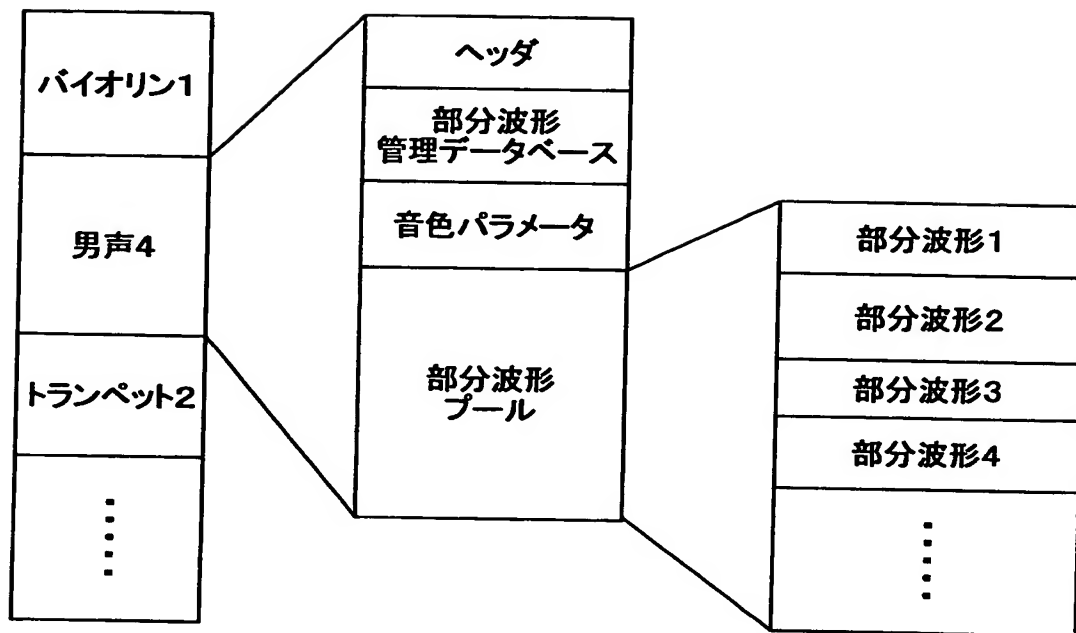 バイオリン1
男声4
トランペット2
ヘッダ
部分波形
管理データベース
音色パラメータ
部分波形
プール
部分波形1
部分波形2
部分波形3
部分波形4